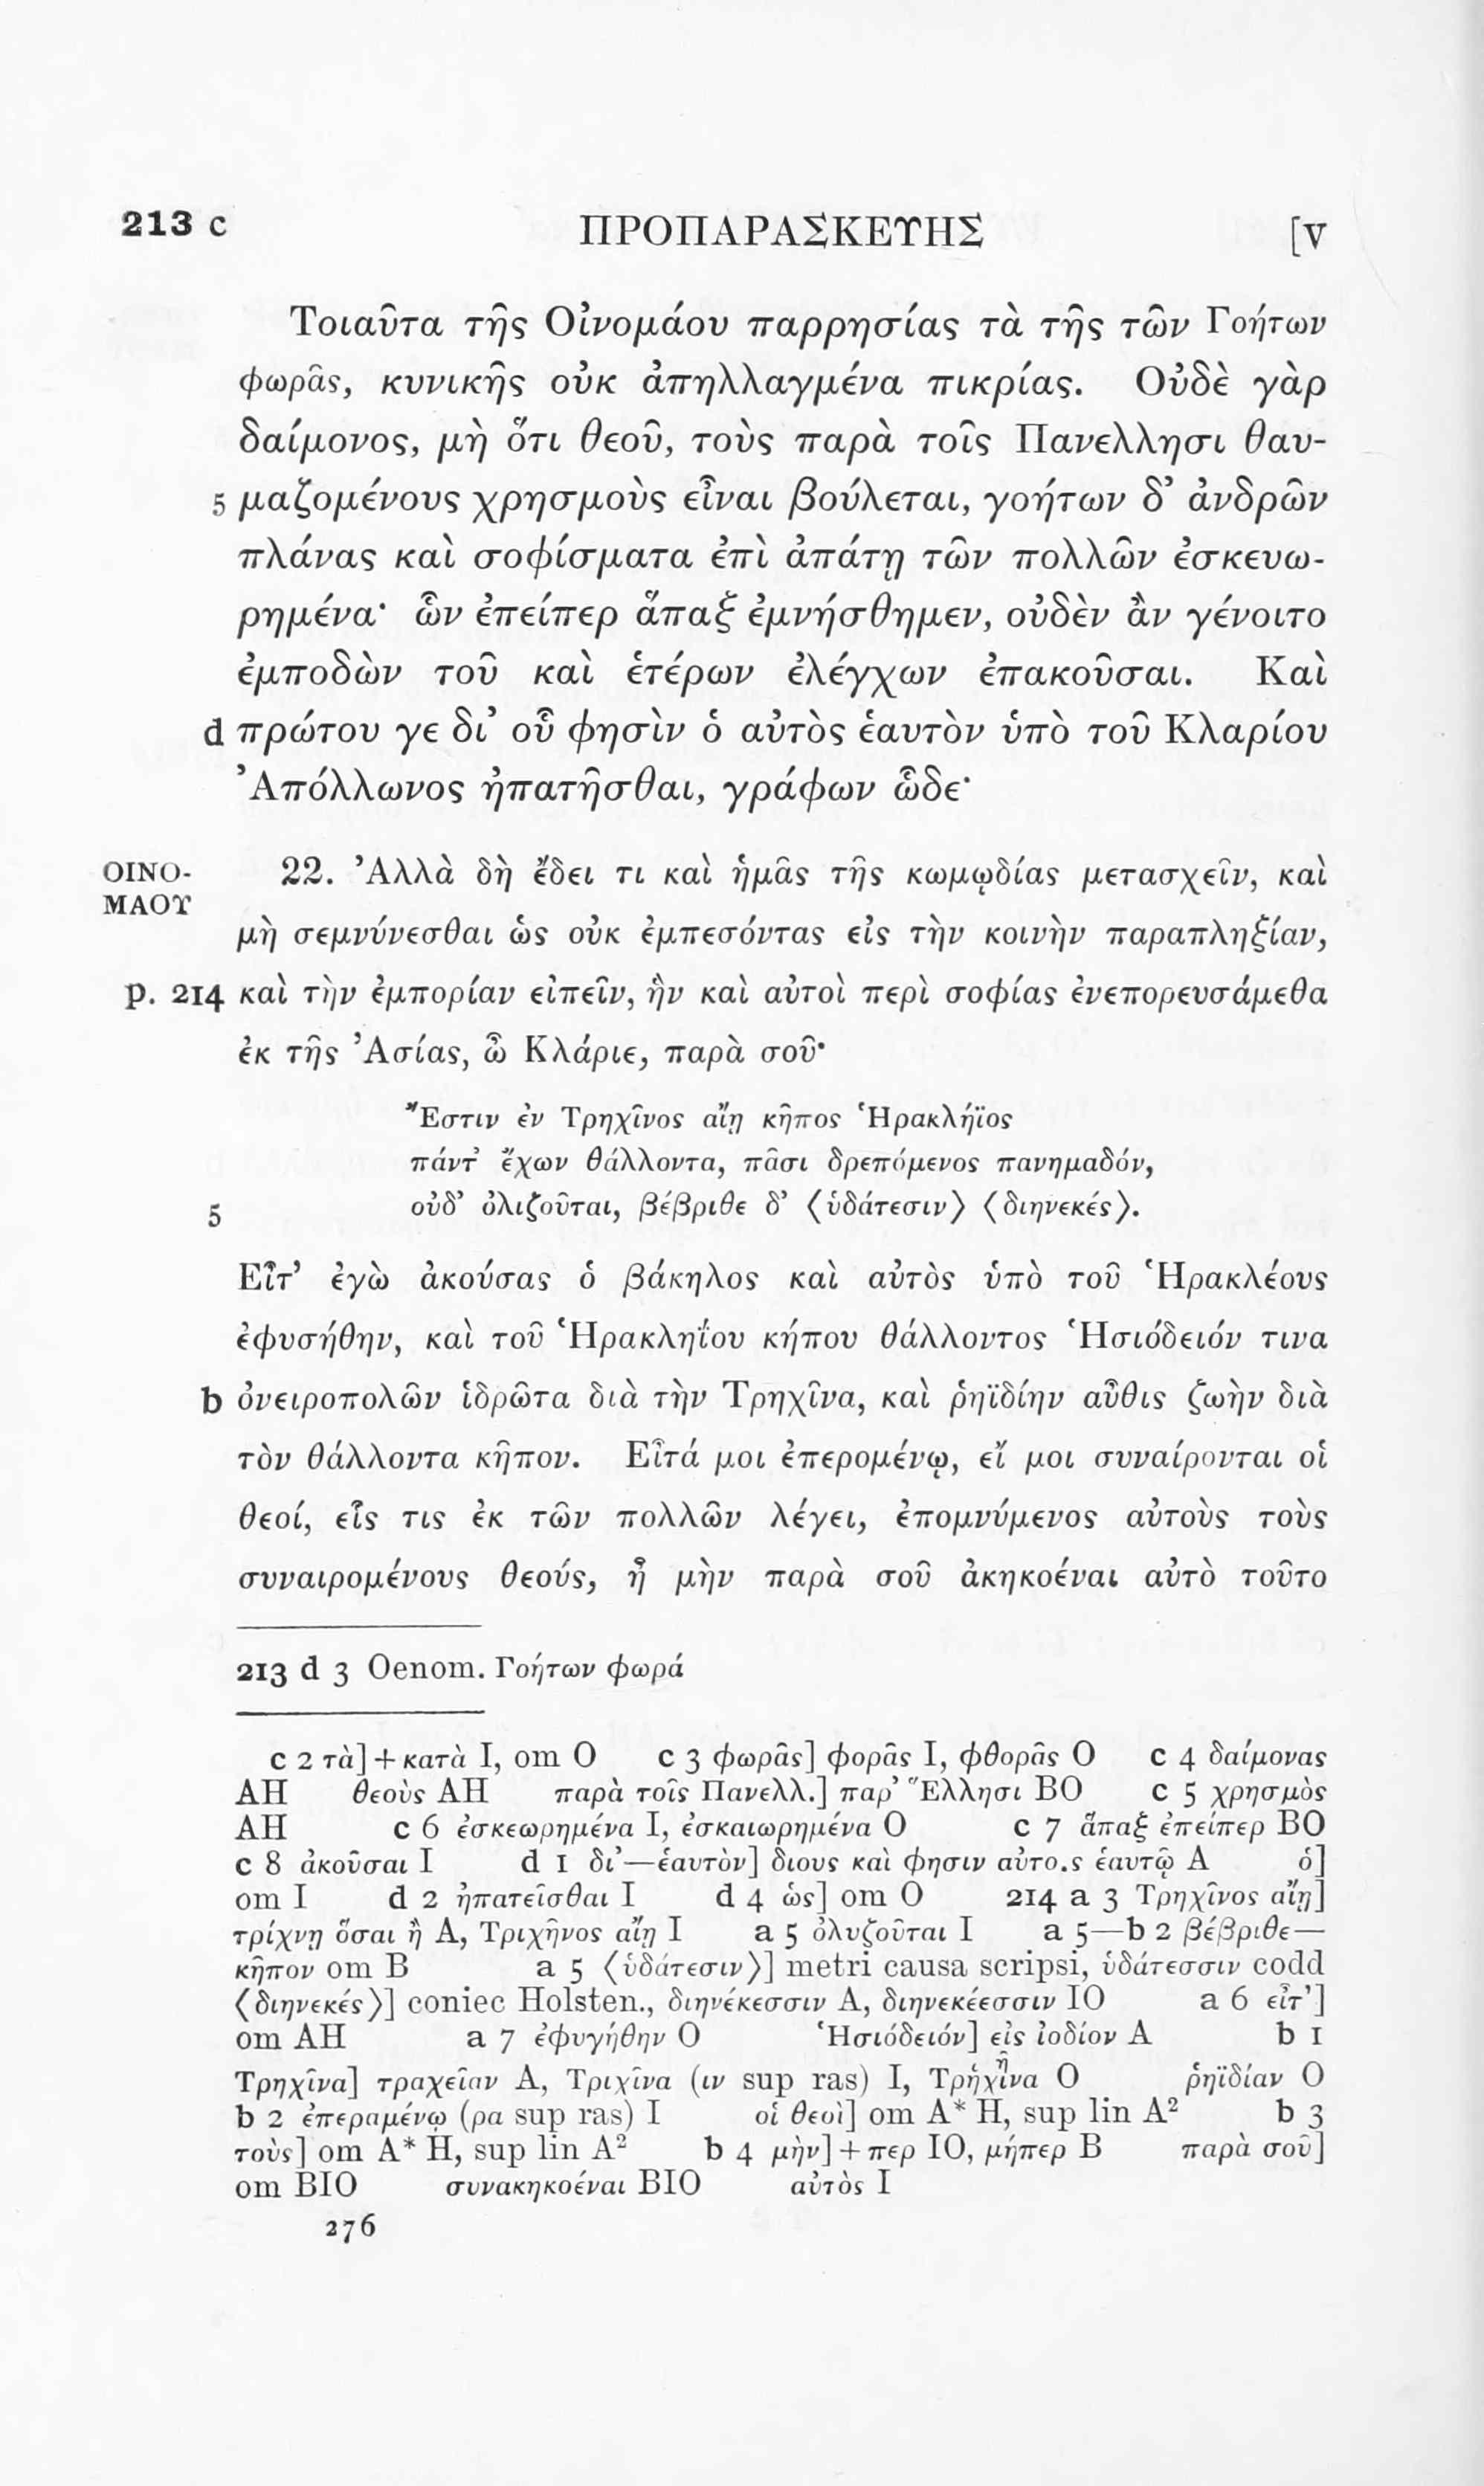 213 c ΠΡΟΠΑΡΑΣΚΕΥΗΣ [V
Τοιαῦτα τῆς Οἰνομάου παρρησίας τὰ τῆς τῶν Γοήτων
φωρᾶς, κυνικῆς οὐκ ἀπηλλαγμένα πικρίας. Οὐδὲ γὰρ
δαίμονος, μὴ ὅτι θεοῦ, τοὺς παρὰ τοῖς Πανελλησι θαυ-
5 μαζομένους χρησμοὺς εἶναι βούλεται, γοήτων δ’ ἀνδρῶν
πλάνας καὶ σοφίσματα ἐπὶ ἀπάτῃ τῶν πολλῶν ἐσκευω-
ρημένα· ὧν ἐπείπερ ἅπαξ ἐμνήσθημεν, οὐδὲν ἂν γένοιτο
ἐμποδὼν τοῦ καὶ ἑτέρων ἐλέγχων ἐπακοῦσαι. Καὶ
d πρώτου γε δι’ οὗ φησὶν ὁ αὐτὸς ἑαυτὸν ὑπὸ τοῦ Κλαρίου
Ἀπόλλωνος ἠπατῆσθαι, γράφων ὧδε·
ΟΙΝΟ- 22. Ἀλλὰ δὴ ἔδει τι καὶ ἡμᾶς τῆς κωμῳδίας μετασχεῖν, καὶ
ΜΑΟΥ
μὴ σεμνύνεσθαι ὡς οὐκ ἐμπεσόντας εἰς τὴν κοινὴν παραπληξίαν,
p. 214 καὶ τὴν ἐμπορίαν εἰπεῖν, ἣν καὶ αὐτοὶ περὶ σοφίας ἐνεπορευσάμεθα
ἐκ τῆς Ἀσίας, ὦ Κλάριε, παρὰ σοῦ·
Ἔστιν ἐν Τρηχῖνος αἴῃ κῆπος Ἡρακλήϊος
πάντ’ ἔχων θάλλοντα, πᾶσι δρεπόμενος πανημαδόν,
5 οὐδ’ ὀλιζοῦται, βέβριθε δ’ ⟨ὑδάτεσιν⟩ ⟨διηνεκές⟩.
Εἶτ’ ἐγὼ ἀκούσας ὁ βάκηλος καὶ αὐτὸς ὑπὸ τοῦ Ἡρακλέους
ἐφυσήθην, καὶ τοῦ Ἡρακληΐου κήπου θάλλοντος Ἡσιόδειόν τινα
b ὀνειροπολῶν ἱδρῶτα διὰ τὴν Τρηχῖνα, καὶ ῥηϊδίην αὖθις ζωὴν διὰ
τὸν θάλλοντα κῆπον. Εἶτά μοι ἐπερομένῳ, εἴ μοι συναίρονται οἱ
θεοί, εἷς τις ἐκ τῶν πολλῶν λέγει, ἐπομνύμενος αὐτοὺς τοὺς
συναιρομένους θεούς, ἦ μὴν παρὰ σοῦ ἀκηκοέναι αὐτὸ τοῦτο
213 d 3 Oenom. Γοήτων φωρά
c 2 τὰ] + κατὰ I, om O c 3 φωρᾶς] φορᾶς I, φθορᾶς O c 4 δαίμονας
AH θεοὺς AH παρὰ τοῖς Πανελλ.] παρ’ Ἕλλησι BO c 5 χρησμὸς
AH c 6 ἐσκεωρημένα I, ἐσκαιωρημένα O c 7 ἅπαξ ἐπείπερ BO
c 8 ἀκοῦσαι I d 1 δι’—ἑαυτὸν] διους καὶ φησιν αὐτο.ς ἑαυτῷ A ὁ]
om I d 2 ἠπατεῖσθαι I d 4 ὡς] om O 214 a 3 Τρηχῖνος αἴῃ]
τρίχνῃ ὅσαι ἢ A, Τριχῆνος αἴῃ I a 5 ὀλυζοῦται I a 5—b 2 βέβριθε—
κῆπον om B a 5 ⟨ὑδάτεσιν⟩] metri causa scripsi, ὑδάτεσσιν codd
⟨διηνεκές⟩] coniec Holsten., διηνέκεσσιν A, διηνεκέεσσιν IO a 6 εἶτ’]
om AH a 7 ἐφυγήθην O Ἡσιόδειόν] εἰς ἰοδίον A b 1
Τρηχῖνα] τραχεῖαν A, Τριχῖνα (ιν sup ras) I, Τρήχῖνα O ῥηϊδίαν O
b 2 ἐπεραμένῳ (ρα sup ras) I οἱ θεοὶ] om A* H, sup lin A² b 3
τοὺς] om A* H, sup lin A² b 4 μὴν] + περ IO, μήπερ B παρὰ σοῦ]
om BIO συνακηκοέναι BIO αὐτὸς I
276